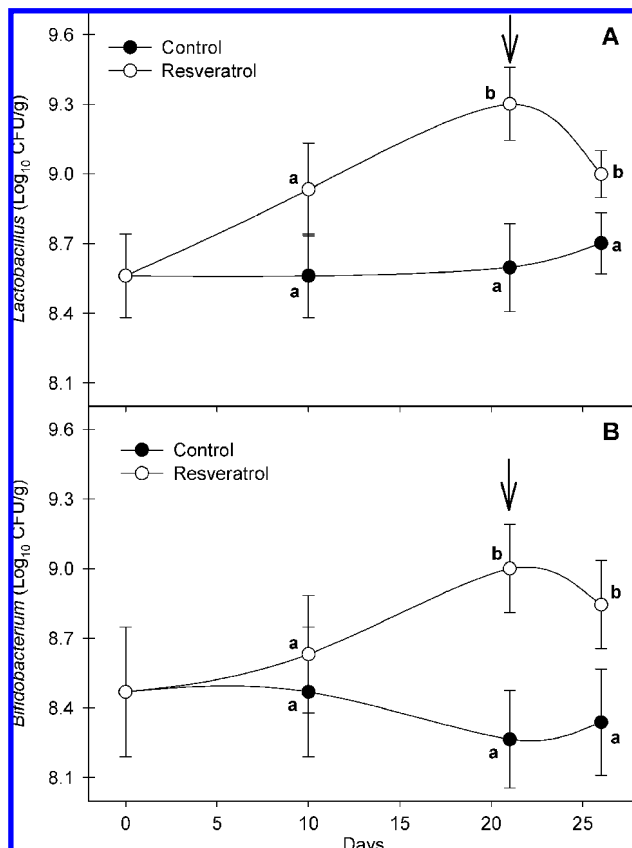 A
9.6
Control
Resveratrol
9.3
b
9.0
a
b
8.7
a
a
a
8.4
8.1
Lactobacillus (Log10 CFU/g)
B
9.6
Control
Resveratrol
9.3
9.0
b
b
8.7
a
a
8.4
a
a
8.1
Bifidobacterium (Log10 CFU/g)
0 5 10 15 20 25
Days